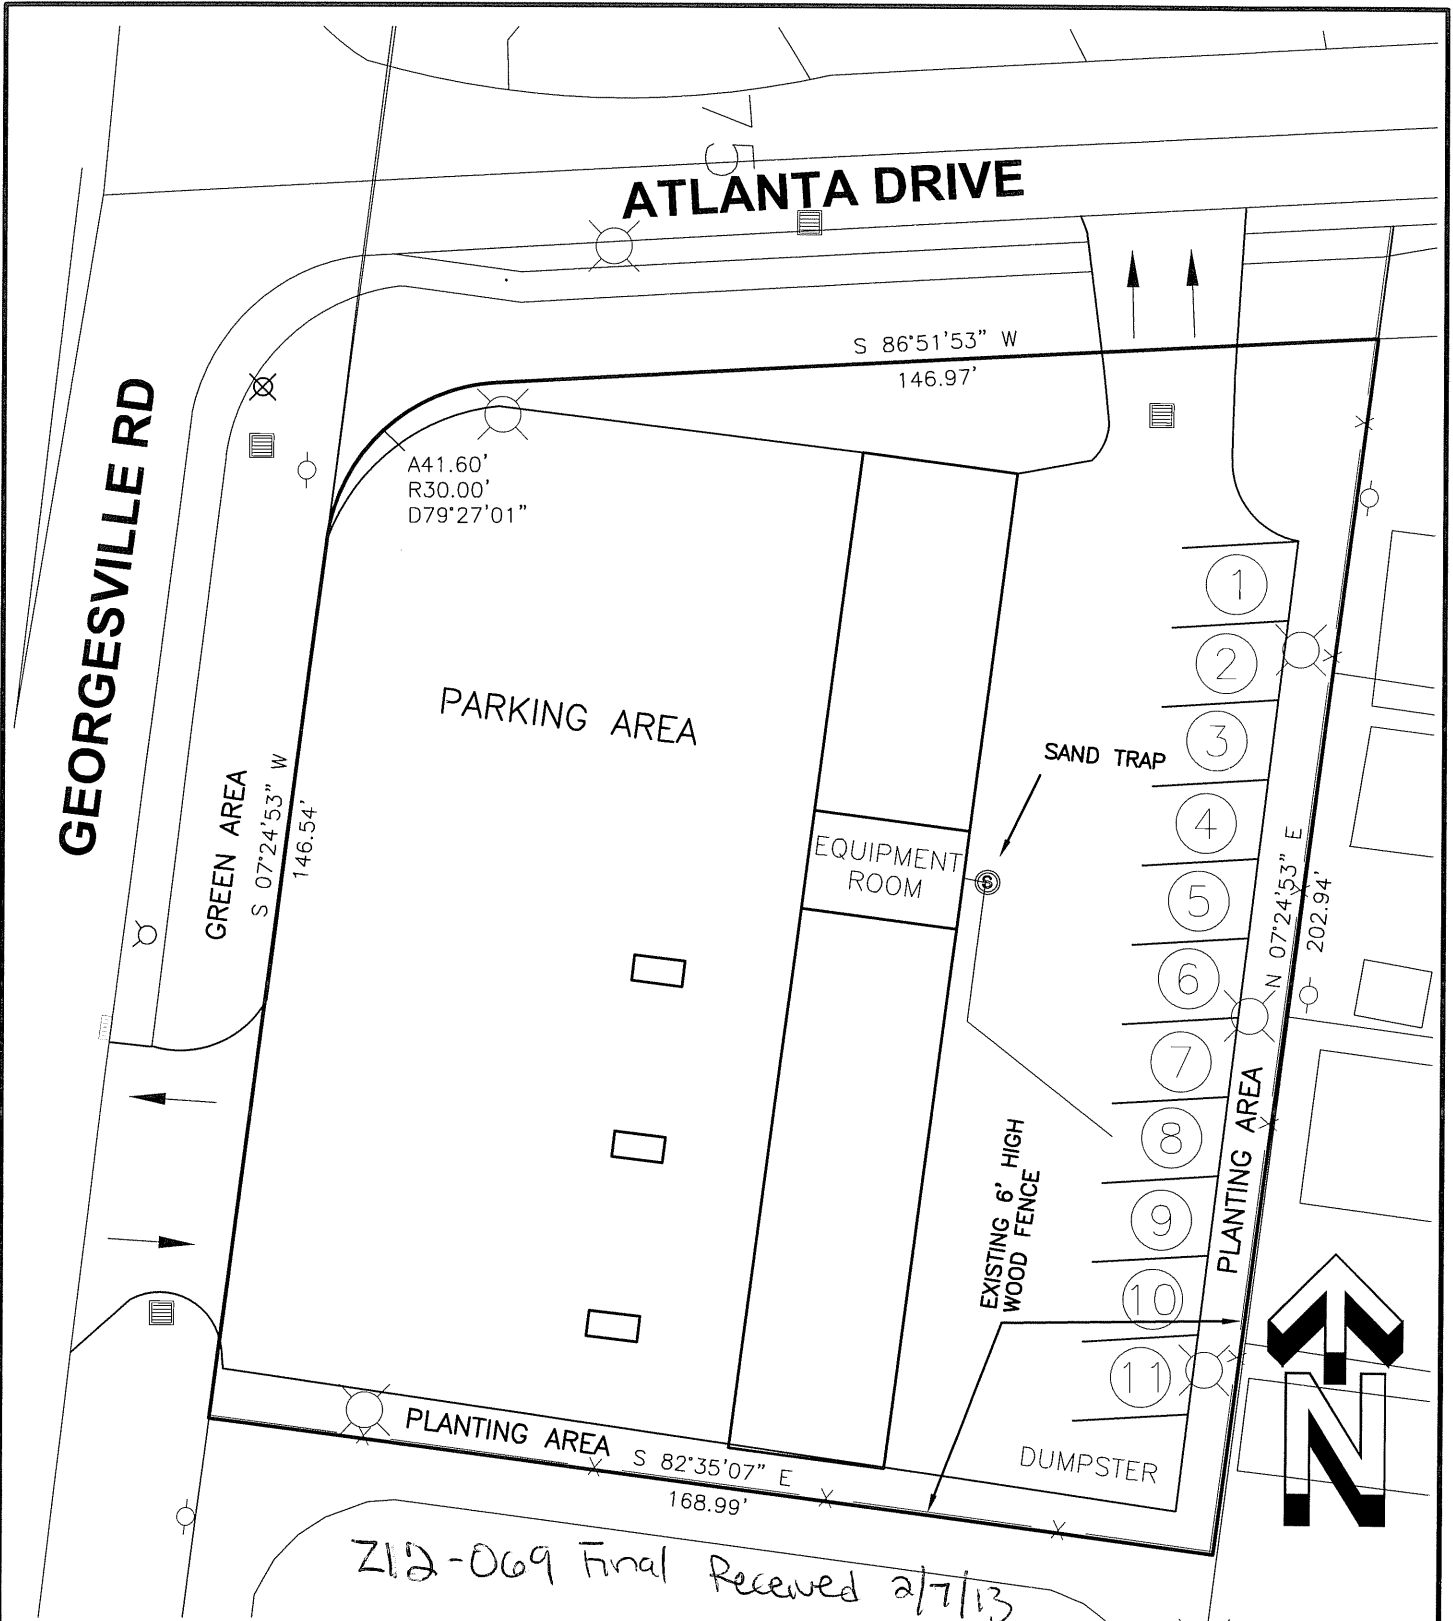 V
5
ATLANTA DRIVE
S 86°51'53" W
146.97'
GEORGESVILLE RD
A41.60'
R30.00'
D79°27'01"
1
2
PARKING AREA
3
SAND TRAP
GREEN AREA
S 07°24'53" W
146.54'
4
EQUIPMENT
ROOM
S
5
N 07°24'53" E
202.94'
6
7
8
PLANTING AREA
EXISTING 6' HIGH
WOOD FENCE
9
10
11
N
PLANTING AREA
S 82°35'07" E
168.99'
DUMPSTER
Z12-069 Final Received 2/7/13